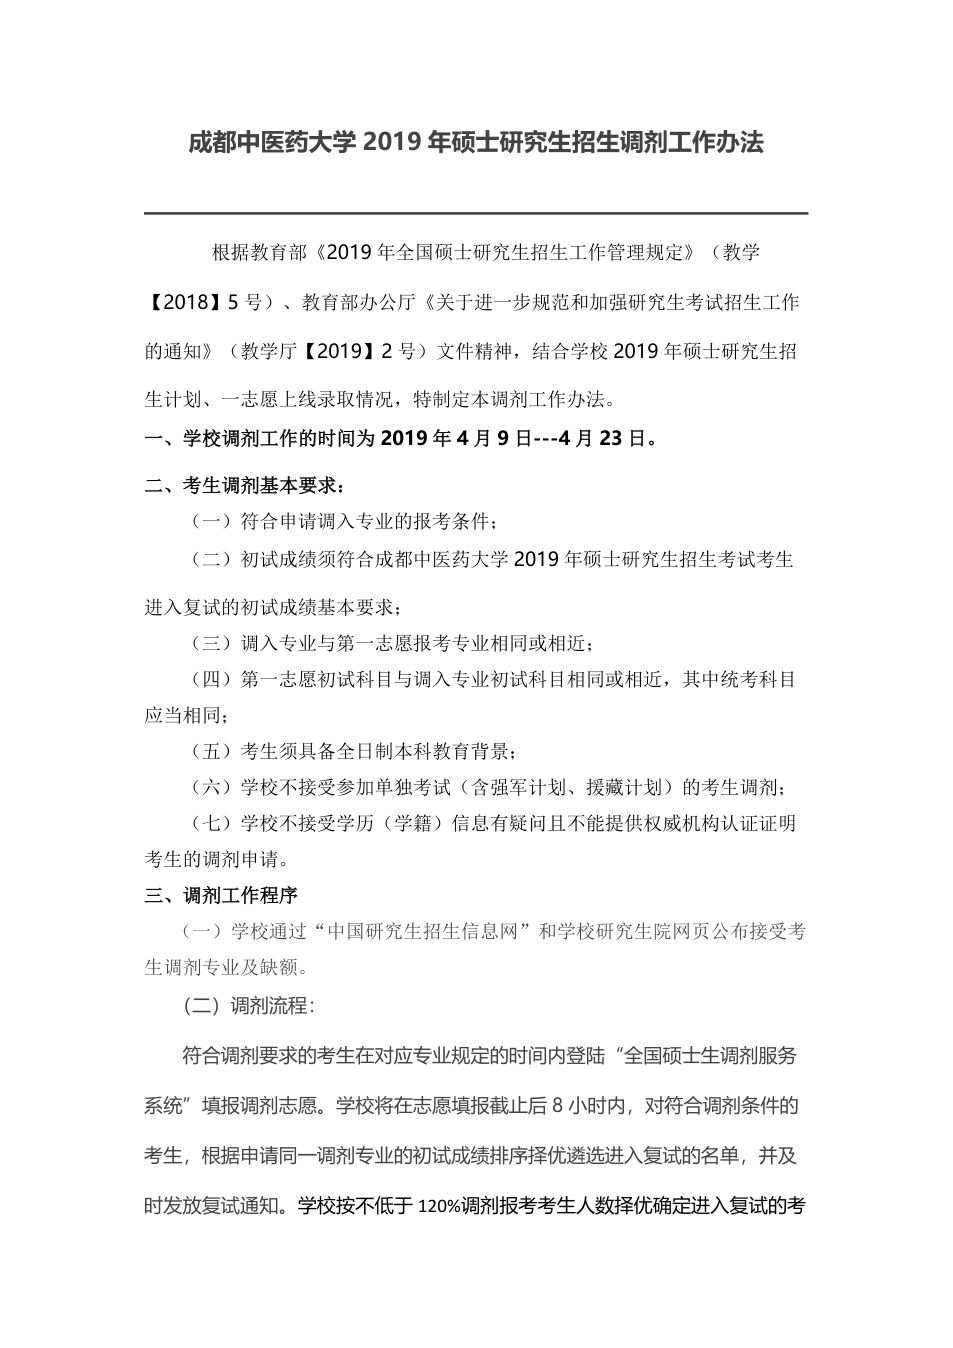 成都中医药大学 2019 年硕士研究生招生调剂工作办法
根据教育部《2019 年全国硕士研究生招生工作管理规定》（教学
【2018】5 号）、教育部办公厅《关于进一步规范和加强研究生考试招生工作
的通知》（教学厅【2019】2 号）文件精神，结合学校 2019 年硕士研究生招
生计划、一志愿上线录取情况，特制定本调剂工作办法。
一、学校调剂工作的时间为 2019 年 4 月 9 日---4 月 23 日。
二、考生调剂基本要求：
（一）符合申请调入专业的报考条件；
（二）初试成绩须符合成都中医药大学 2019 年硕士研究生招生考试考生
进入复试的初试成绩基本要求；
（三）调入专业与第一志愿报考专业相同或相近；
（四）第一志愿初试科目与调入专业初试科目相同或相近，其中统考科目
应当相同；
（五）考生须具备全日制本科教育背景；
（六）学校不接受参加单独考试（含强军计划、援藏计划）的考生调剂；
（七）学校不接受学历（学籍）信息有疑问且不能提供权威机构认证证明
考生的调剂申请。
三、调剂工作程序
（一）学校通过“中国研究生招生信息网”和学校研究生院网页公布接受考
生调剂专业及缺额。
（二）调剂流程：
符合调剂要求的考生在对应专业规定的时间内登陆“全国硕士生调剂服务
系统”填报调剂志愿。学校将在志愿填报截止后 8 小时内，对符合调剂条件的
考生，根据申请同一调剂专业的初试成绩排序择优遴选进入复试的名单，并及
时发放复试通知。学校按不低于 120%调剂报考考生人数择优确定进入复试的考